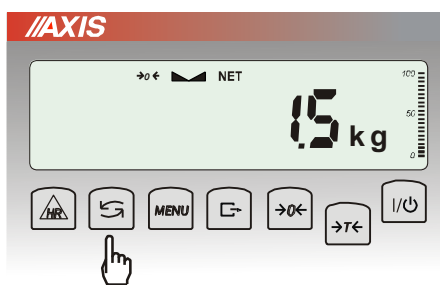 //AXIS
→0← NET
100
1.5 kg
50
0
HR
MENU
→0←
→T←
I/⏻